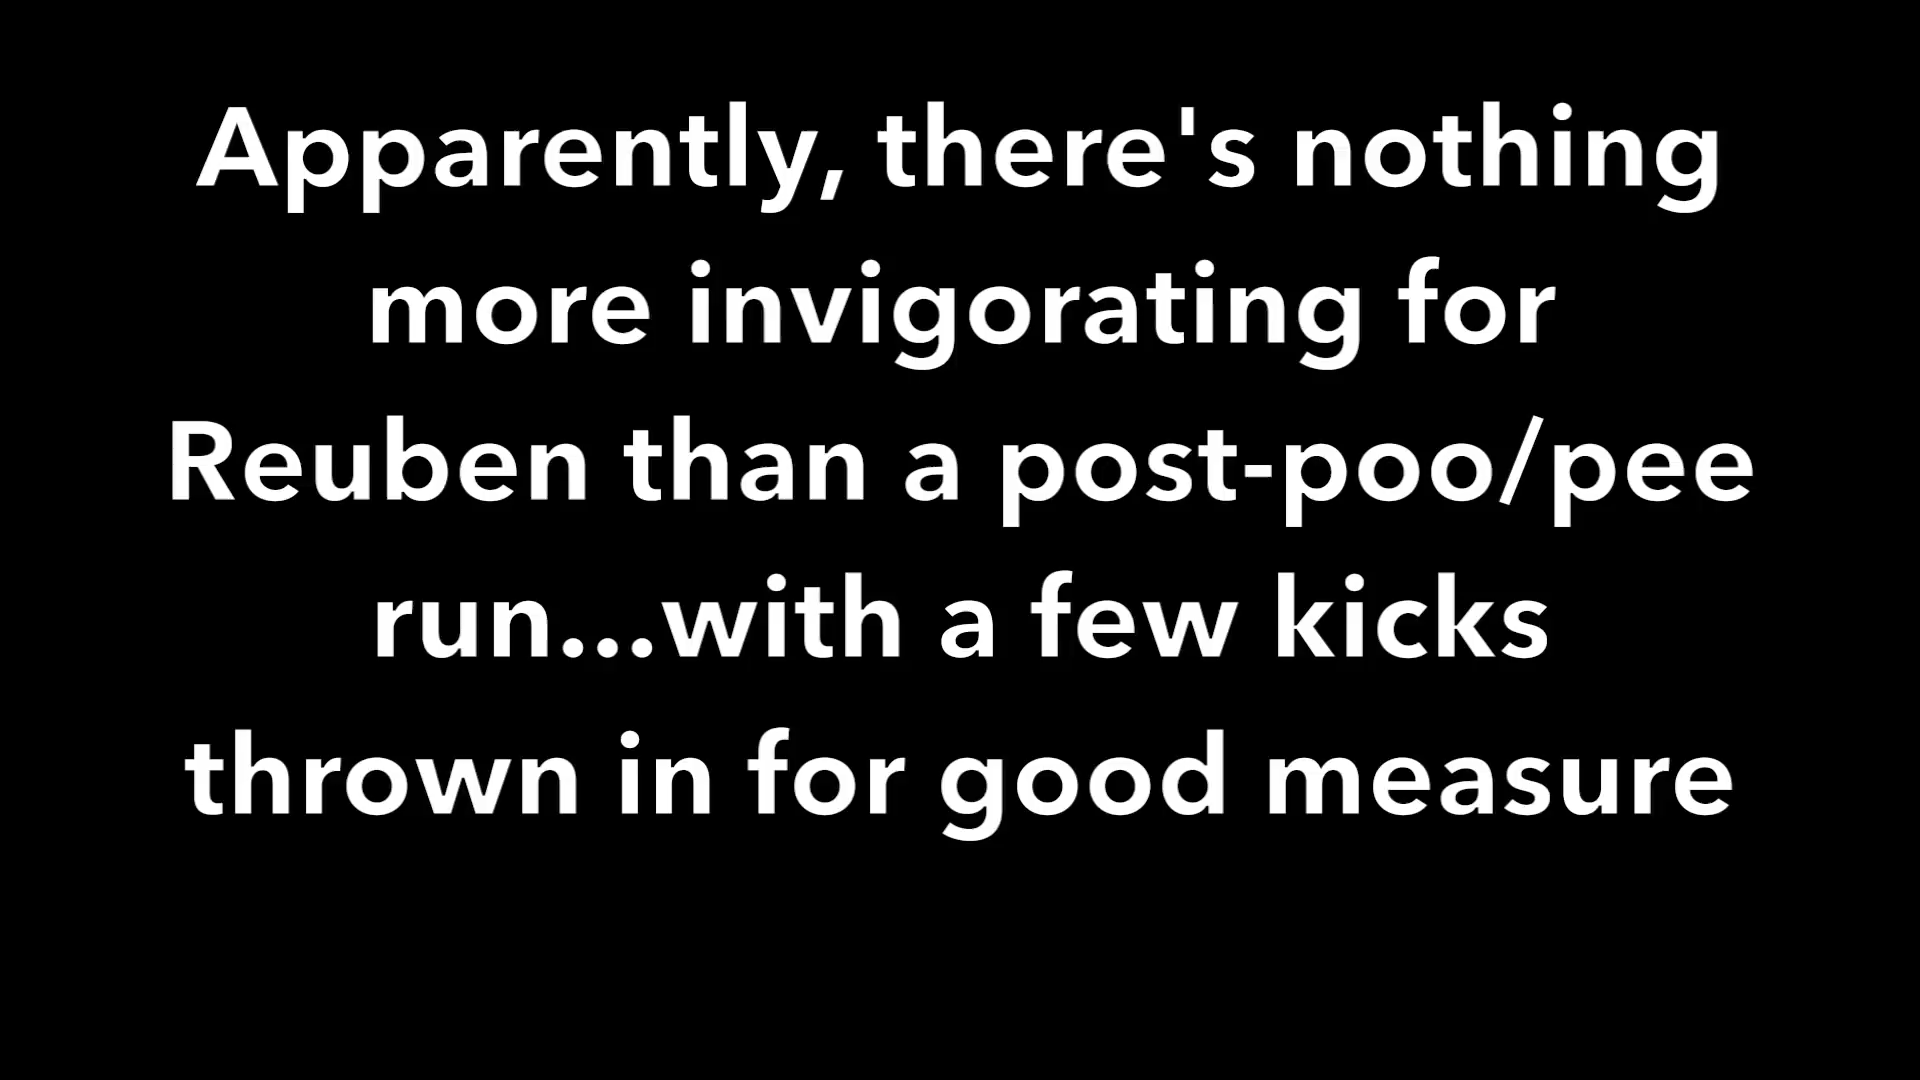 Apparently, there's nothing
more invigorating for
Reuben than a post-poo/pee
run...with a few kicks
thrown in for good measure